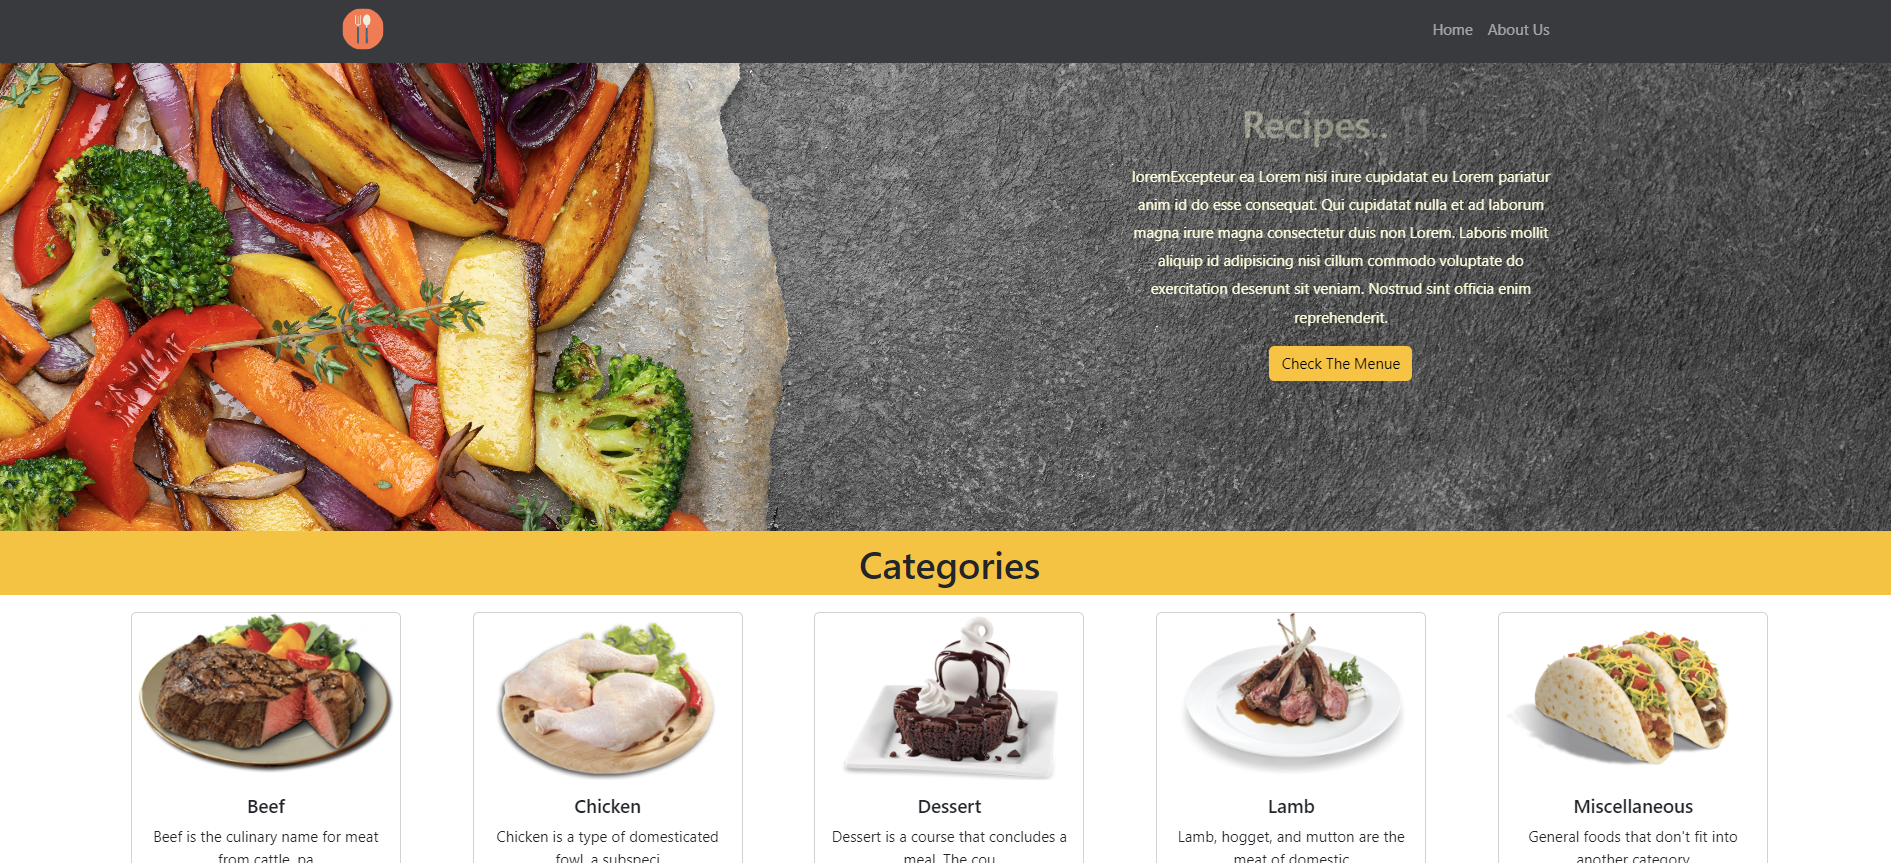 Home About Us
Recipes..
loremExcepteur ea Lorem nisi irure cupidatat eu Lorem pariatur
anim id do esse consequat. Qui cupidatat nulla et ad laborum
magna irure magna consectetur duis non Lorem. Laboris mollit
aliquip id adipisicing nisi cillum commodo voluptate do
exercitation deserunt sit veniam. Nostrud sint officia enim
reprehenderit.
Check The Menue
Categories
Beef
Beef is the culinary name for meat
from cattle, pa
Chicken
Chicken is a type of domesticated
fowl, a subspeci
Dessert
Dessert is a course that concludes a
meal. The cou
Lamb
Lamb, hogget, and mutton are the
meat of domestic
Miscellaneous
General foods that don't fit into
another category